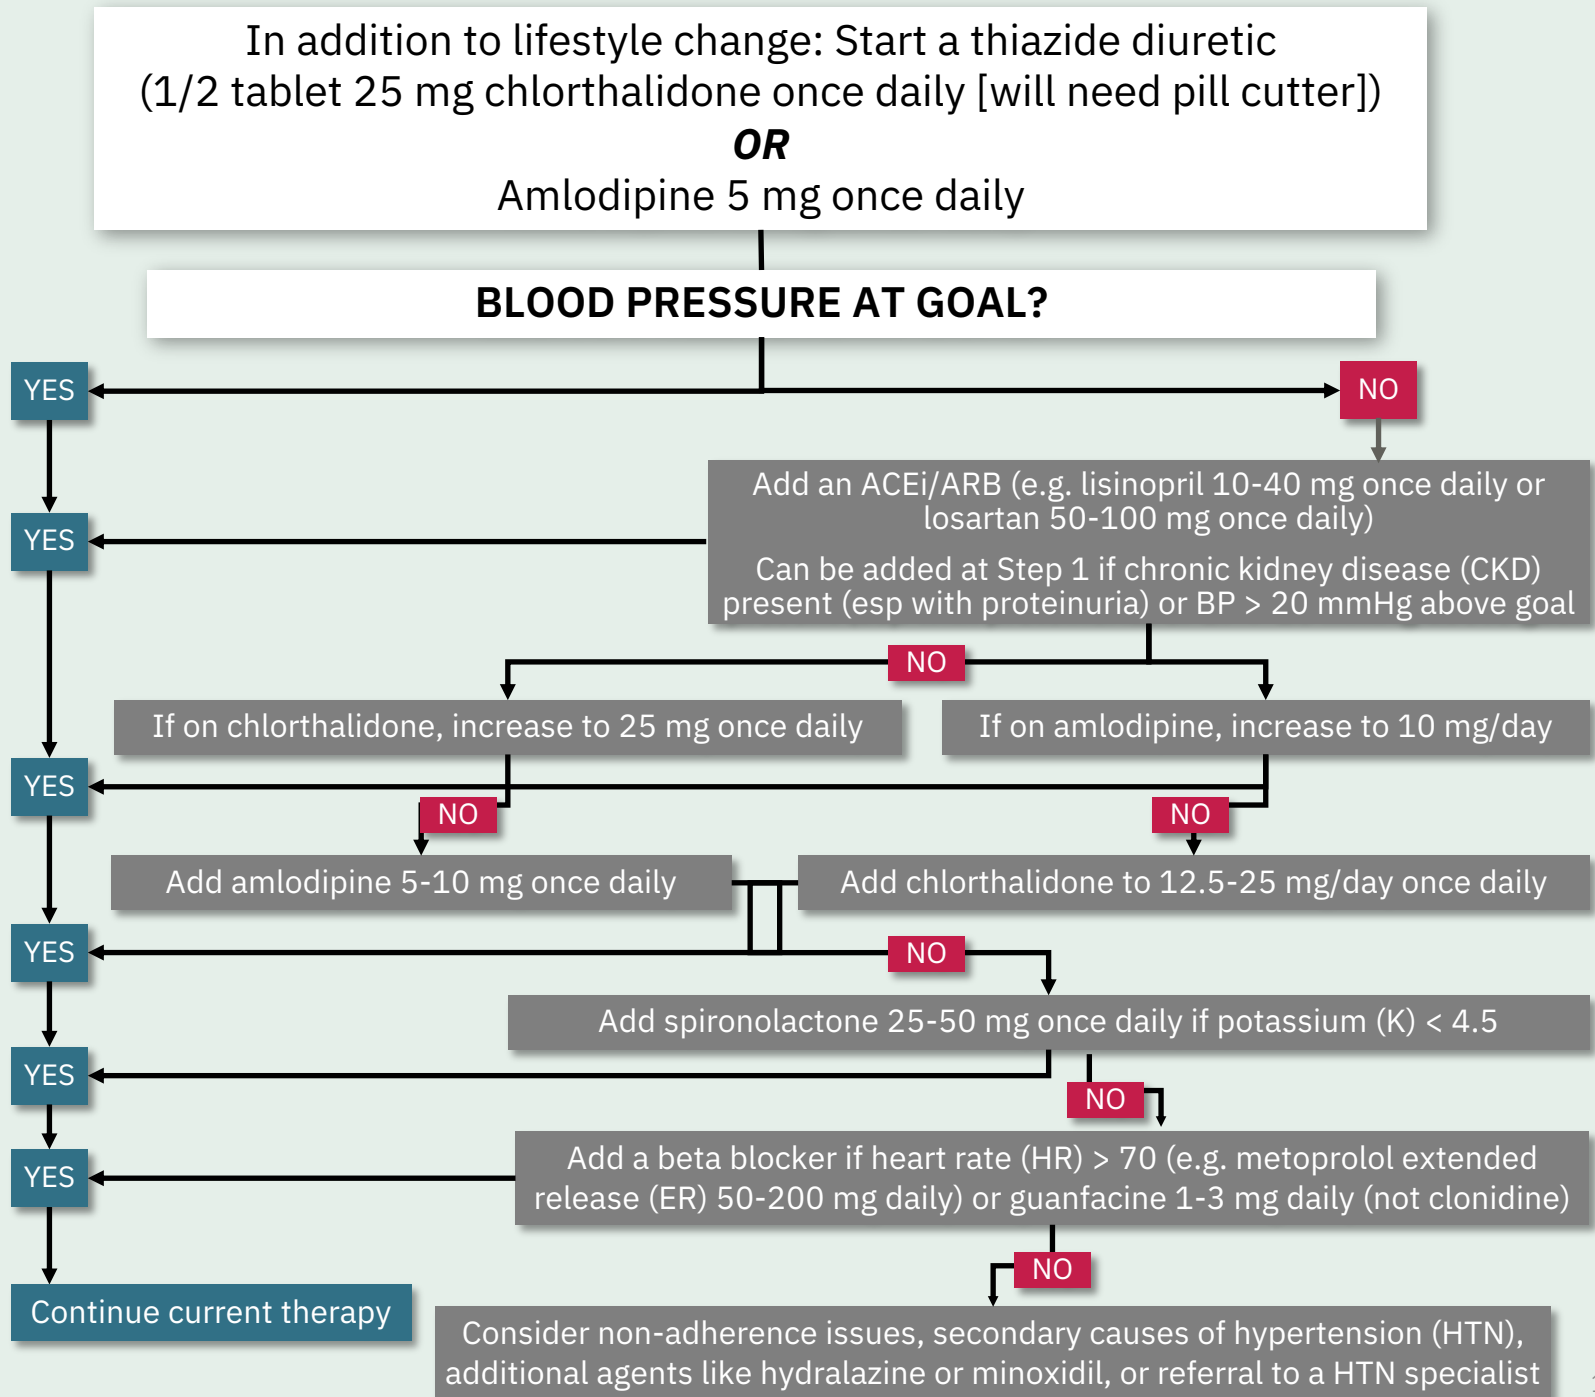 In addition to lifestyle change: Start a thiazide diuretic
(1/2 tablet 25 mg chlorthalidone once daily [will need pill cutter])
OR
Amlodipine 5 mg once daily
BLOOD PRESSURE AT GOAL?
YES
NO
Add an ACEi/ARB (e.g. lisinopril 10-40 mg once daily or
losartan 50-100 mg once daily)
Can be added at Step 1 if chronic kidney disease (CKD)
present (esp with proteinuria) or BP > 20 mmHg above goal
YES
NO
If on chlorthalidone, increase to 25 mg once daily
If on amlodipine, increase to 10 mg/day
YES
NO
NO
Add amlodipine 5-10 mg once daily
Add chlorthalidone to 12.5-25 mg/day once daily
YES
NO
Add spironolactone 25-50 mg once daily if potassium (K) < 4.5
YES
NO
Add a beta blocker if heart rate (HR) > 70 (e.g. metoprolol extended
release (ER) 50-200 mg daily) or guanfacine 1-3 mg daily (not clonidine)
YES
NO
Continue current therapy
Consider non-adherence issues, secondary causes of hypertension (HTN),
additional agents like hydralazine or minoxidil, or referral to a HTN specialist